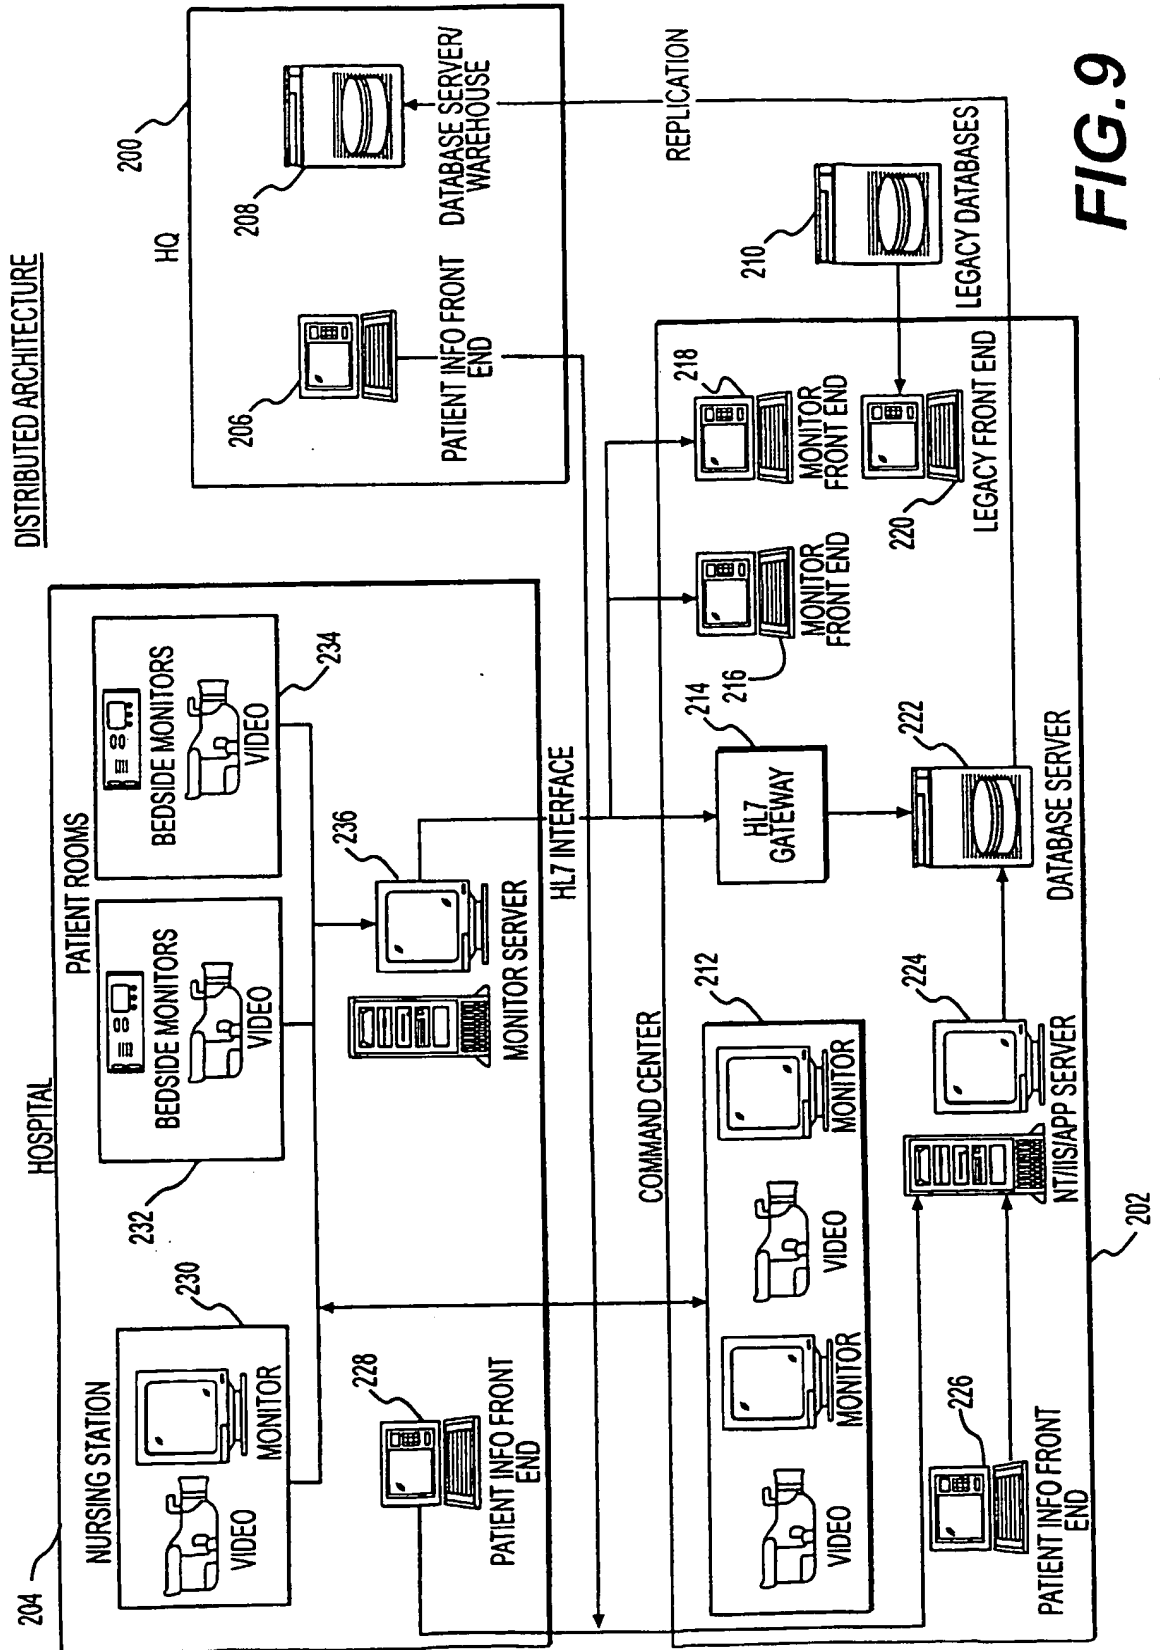 DISTRIBUTED ARCHITECTURE
HOSPITAL
204
NURSING STATION
VIDEO
MONITOR
230
PATIENT ROOMS
BEDSIDE MONITORS
VIDEO
232
BEDSIDE MONITORS
VIDEO
234
228
PATIENT INFO FRONT
END
MONITOR SERVER
236
HL7 INTERFACE
HQ
200
206
PATIENT INFO FRONT
END
208
DATABASE SERVER/
WAREHOUSE
REPLICATION
COMMAND CENTER
212
VIDEO
MONITOR
VIDEO
MONITOR
214
HL7
GATEWAY
216
MONITOR
FRONT END
218
MONITOR
FRONT END
210
LEGACY DATABASES
220
LEGACY FRONT END
226
PATIENT INFO FRONT
END
224
NT/IIS/APP SERVER
222
DATABASE SERVER
202
FIG.9